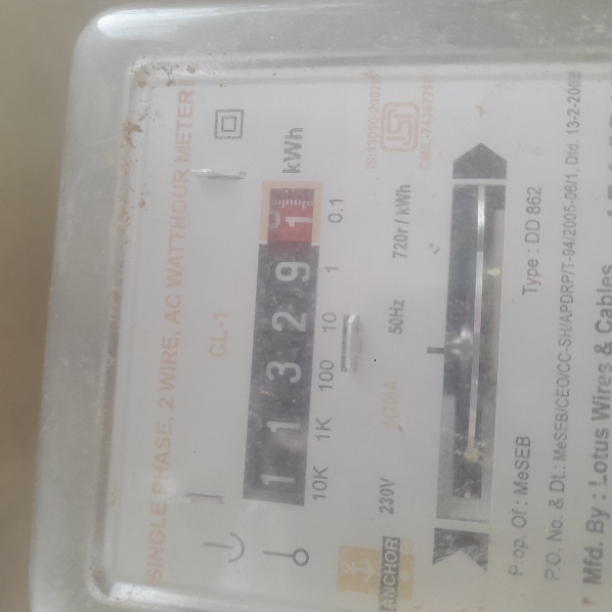 SINGLE PHASE, 2 WIRE, AC WATTHOUR METER
CL-1
kWh
1 1 3 2 9 1
10K 1K 100 10 1 0.1
230V 50Hz 720r / kWh
ANCHOR
Prop. Of : MeSEB Type : DD 862
P.O. No. & Dt.: MeSEB/CEO/CC-SH/APDRP/T-94/2005-06/1, Dtd. 13-2-2006
Mfd. By : Lotus Wires & Cables